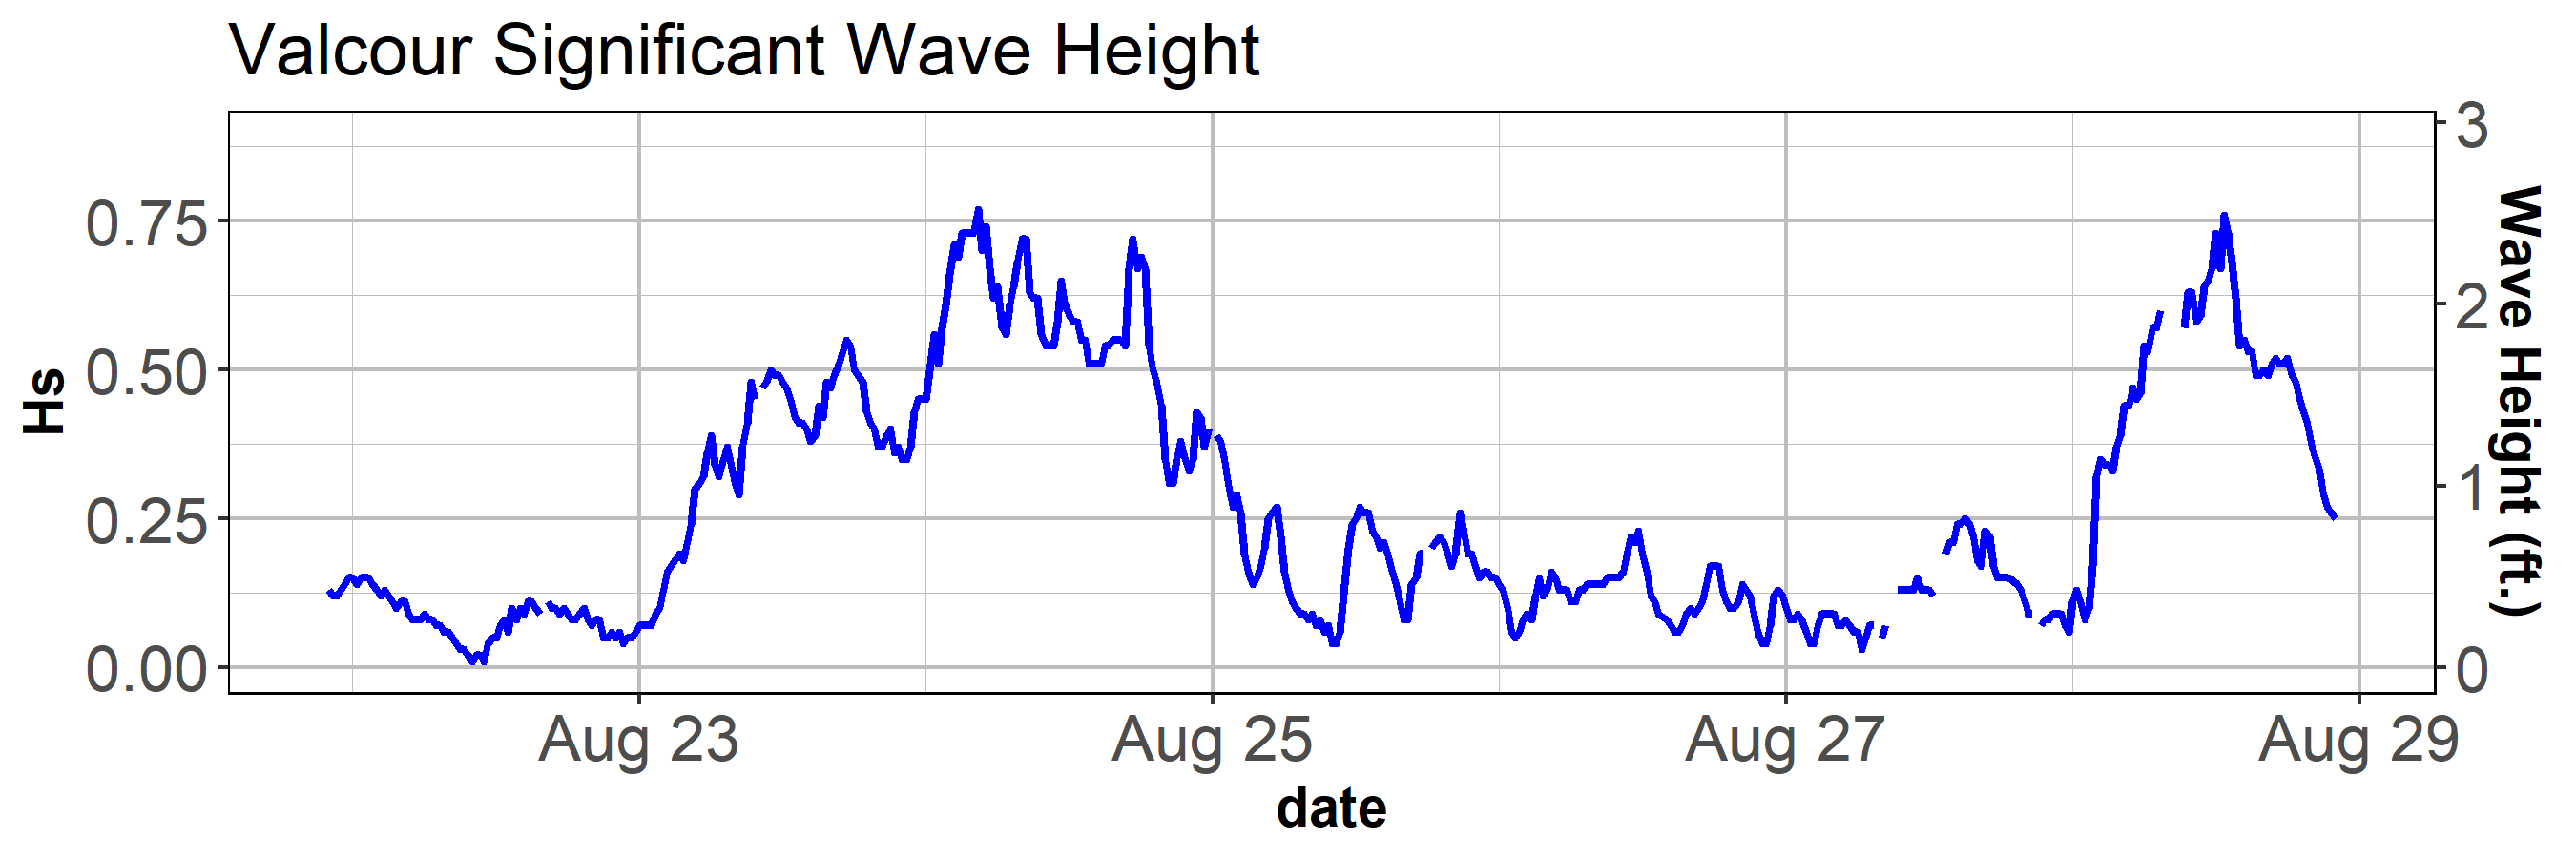 Valcour Significant Wave Height
Hs
0.75
0.50
0.25
0.00
3
2
1
0
Wave Height (ft.)
Aug 23
Aug 25
Aug 27
Aug 29
date